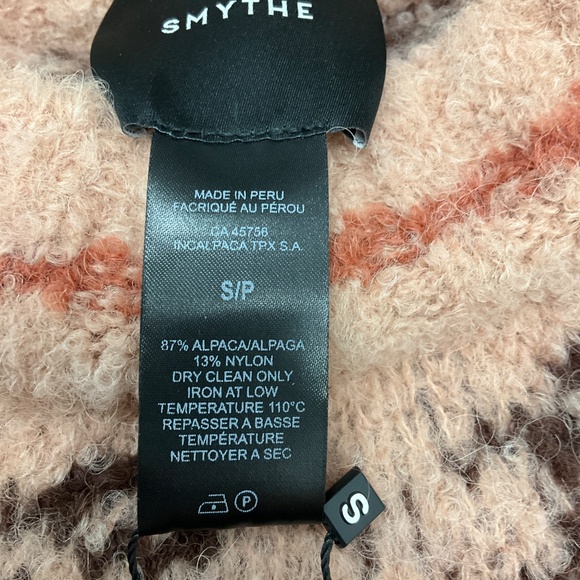 SMYTHE
MADE IN PERU
FACRIQUÉ AU PÉROU
CA 45756
INCALPACA TPX S.A.
S/P
87% ALPACA/ALPAGA
13% NYLON
DRY CLEAN ONLY
IRON AT LOW
TEMPERATURE 110°C
REPASSER A BASSE
TEMPÉRATURE
NETTOYER A SEC
P
S